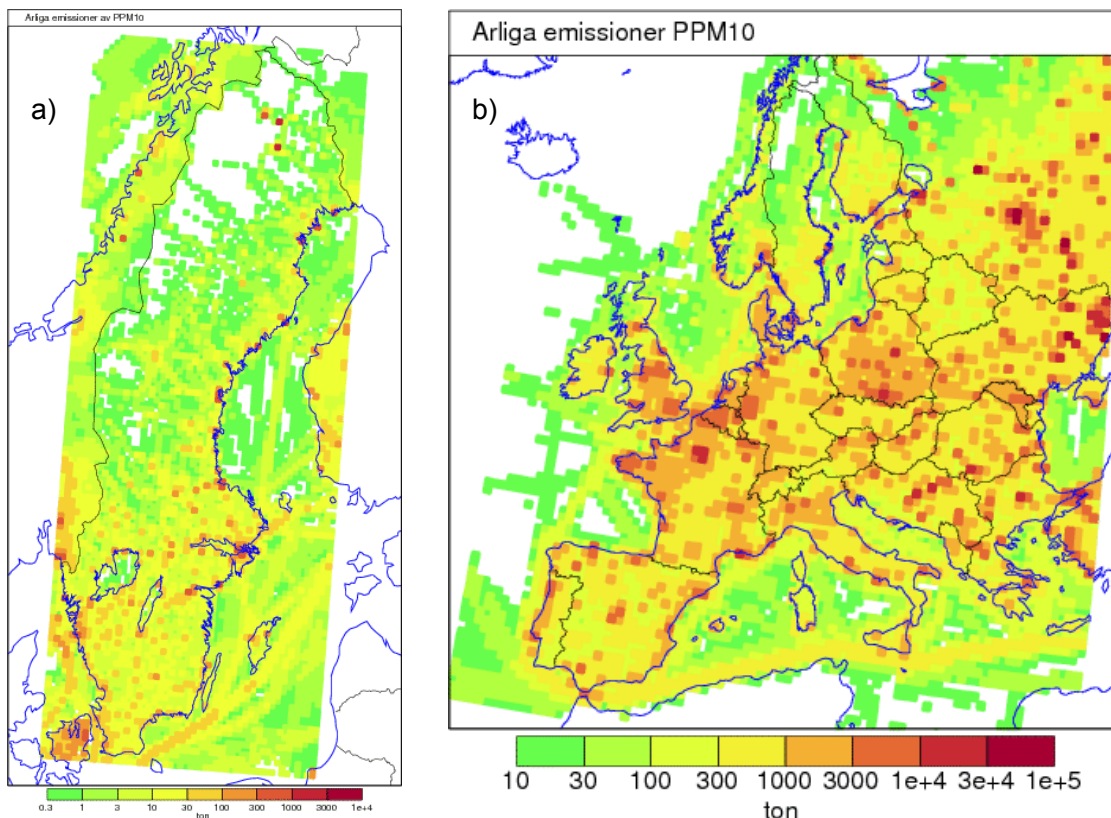 Arliga emissioner av PPM10
a)
0.3 1 3 10 30 100 300 1000 3000 1e+4
ton
Arliga emissioner PPM10
b)
10 30 100 300 1000 3000 1e+4 3e+4 1e+5
ton